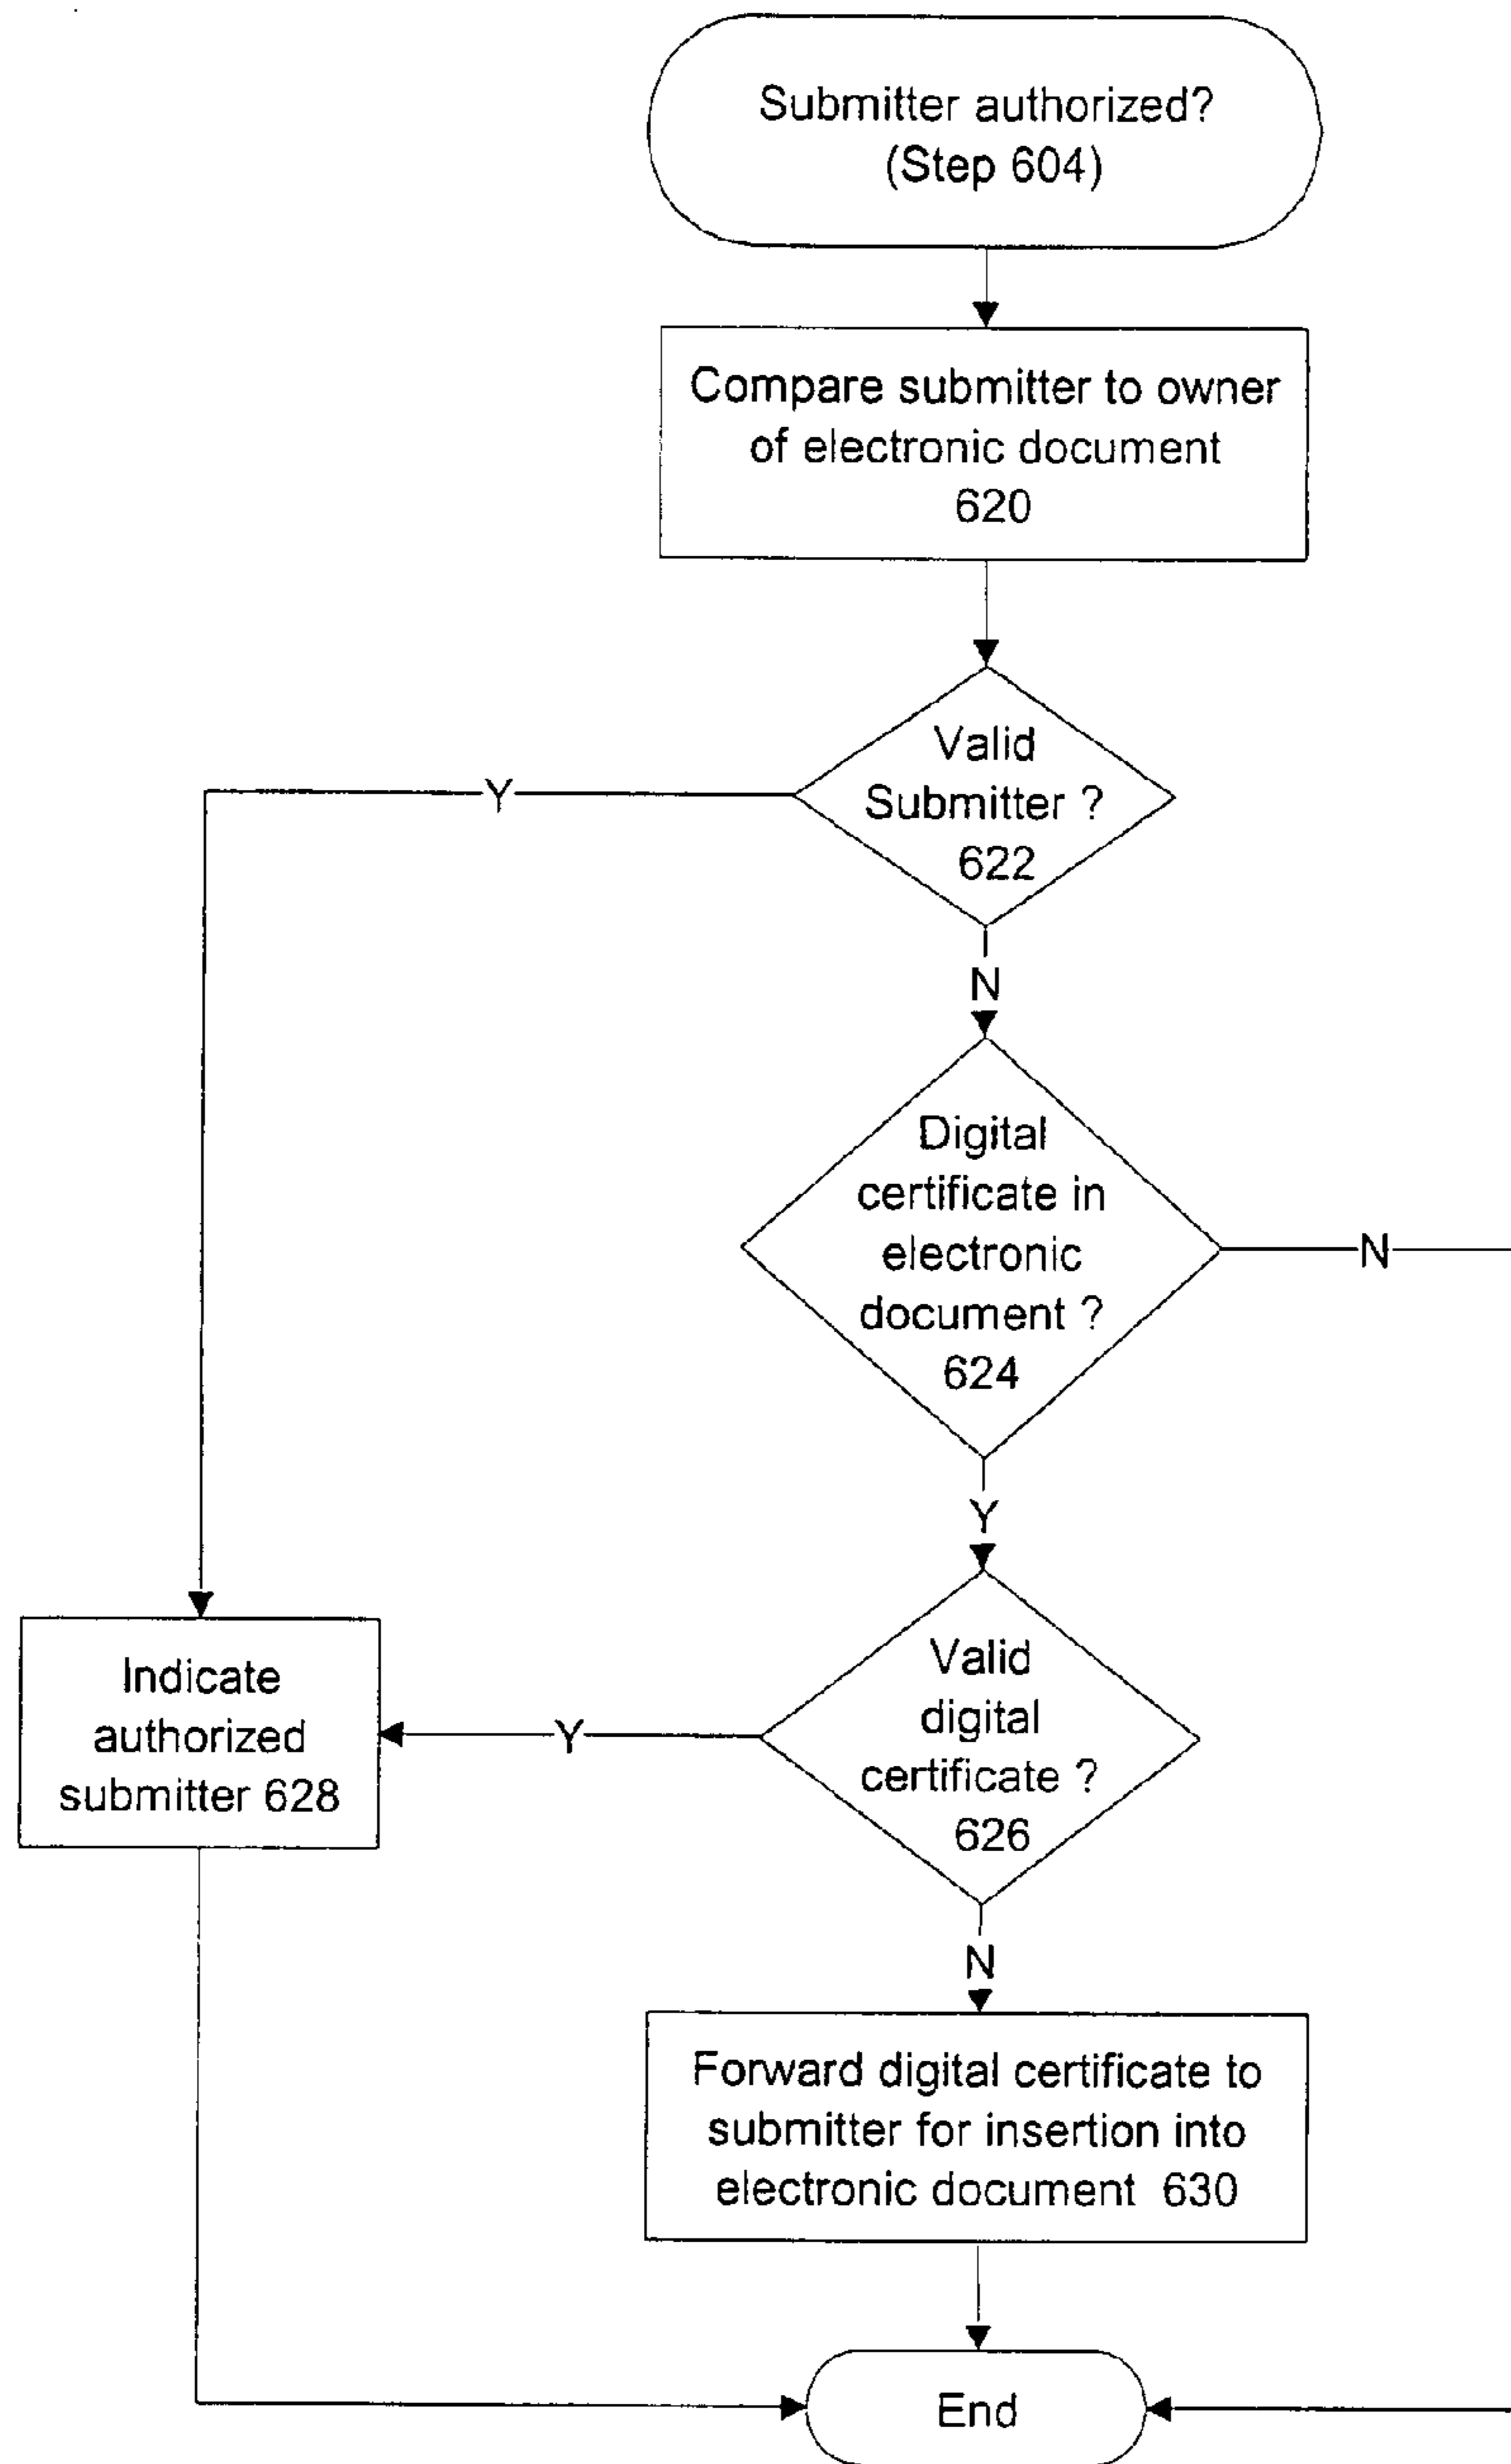 Submitter authorized?
(Step 604)
Compare submitter to owner
of electronic document
620
Valid
Submitter ?
622
Y
N
Digital
certificate in
electronic
document ?
624
N
Y
Valid
digital
certificate ?
626
Y
Indicate
authorized
submitter 628
N
Forward digital certificate to
submitter for insertion into
electronic document 630
End